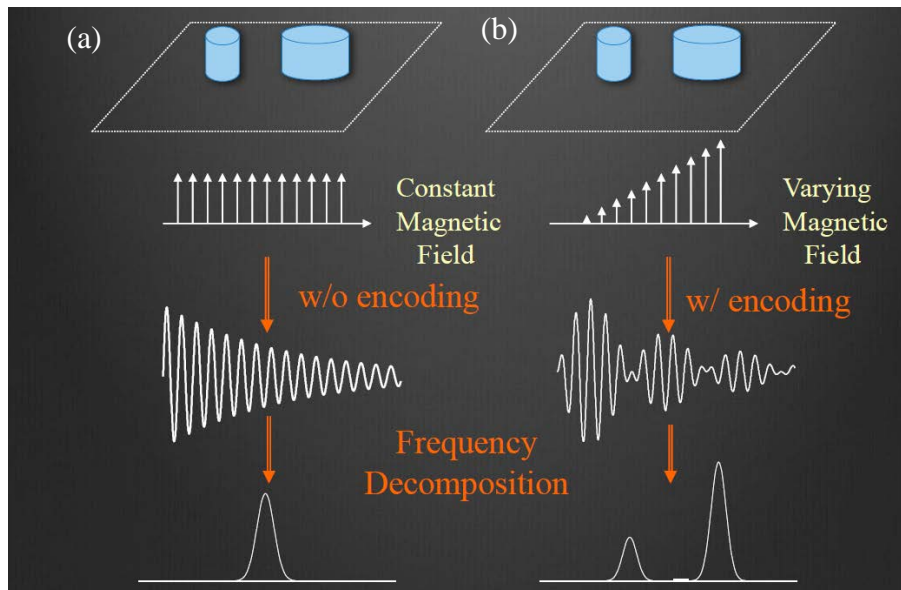 (a)
(b)
Constant
Magnetic
Field
Varying
Magnetic
Field
w/o encoding
w/ encoding
Frequency
Decomposition